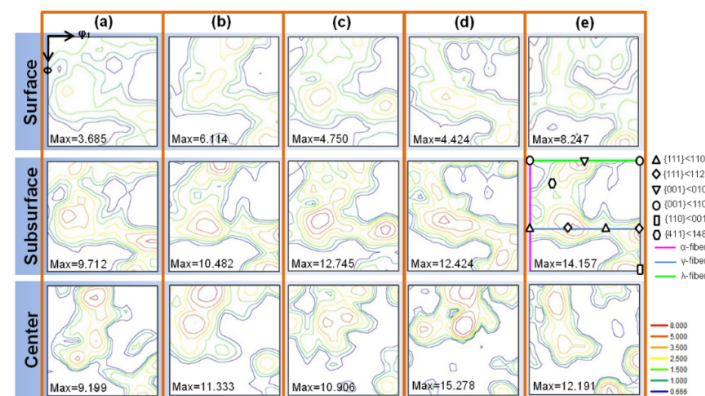 (a) (b) (c) (d) (e)
φ1
Surface
Max=3.685 Max=6.114 Max=4.750 Max=4.424 Max=8.247
Subsurface
Max=9.712 Max=10.482 Max=12.745 Max=12.424 Max=14.157
Center
Max=9.199 Max=11.333 Max=10.906 Max=15.278 Max=12.191
{111}<110
{111}<112
{001}<010
{001}<110
{110}<001
{411}<148
α-fiber
γ-fiber
λ-fiber
8.000
5.000
3.500
2.500
1.500
1.000
0.666